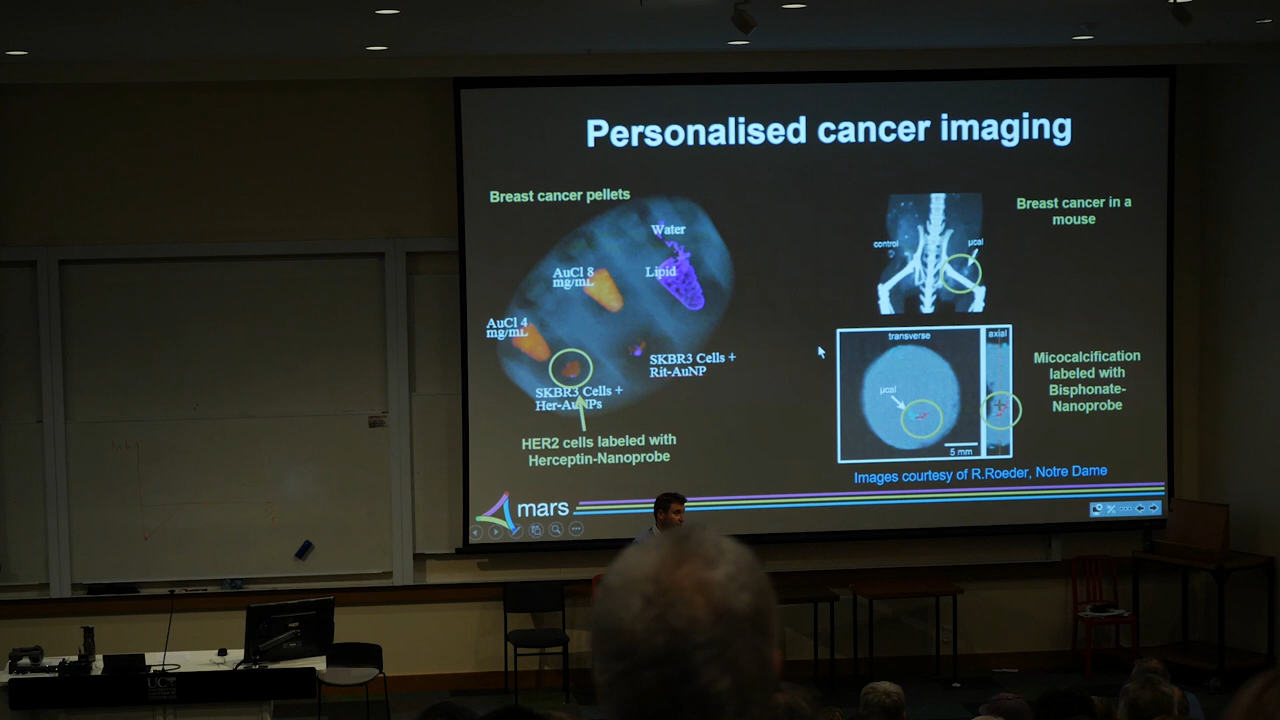 Personalised cancer imaging
Breast cancer pellets
Water
AuCl 8
mg/mL
Lipid
AuCl 4
mg/mL
SKBR3 Cells +
Rit-AuNP
SKBR3 Cells +
Her-AuNPs
HER2 cells labeled with
Herceptin-Nanoprobe
Breast cancer in a
mouse
control
µcal
transverse
axial
µcal
5 mm
Micocalcification
labeled with
Bisphonate-
Nanoprobe
Images courtesy of R.Roeder, Notre Dame
mars
UC